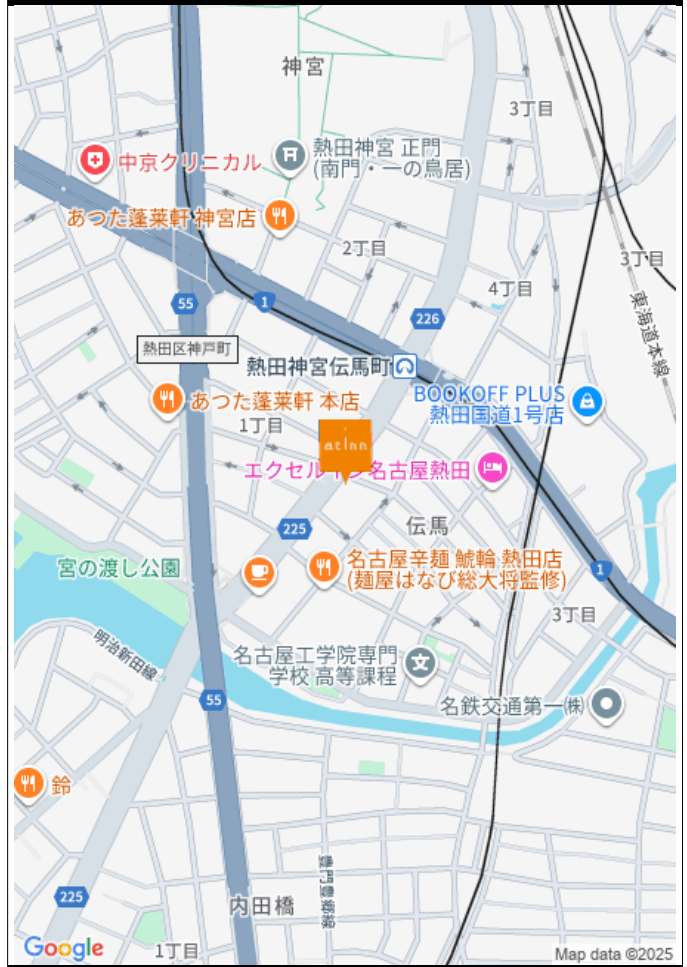 神宮
3丁目
熱田神宮 正門
(南門・一の鳥居)
中京クリニカル
あつた蓬莱軒 神宮店
2丁目
3丁目
4丁目
55
1
226
東海道本線
熱田区神戸町
熱田神宮伝馬町
BOOKOFF PLUS
熱田国道1号店
あつた蓬莱軒 本店
1丁目
at inn
エクセルイン名古屋熱田
225
伝馬
名古屋辛麺 鯱輪 熱田店
(麺屋はなび総大将監修)
宮の渡し公園
1
3丁目
明治新田線
名古屋工学院専門
学校 高等課程
55
名鉄交通第一㈱
鈴
225
内田橋
Google
1丁目
Map data ©2025